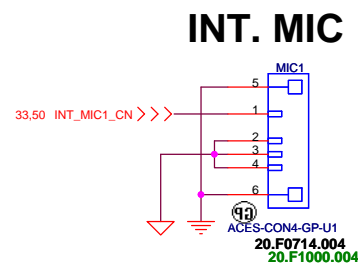 INT. MIC
MIC1
5
33,50 INT_MIC1_CN
1
2
3
4
6
GP
ACES-CON4-GP-U1
20.F0714.004
20.F1000.004